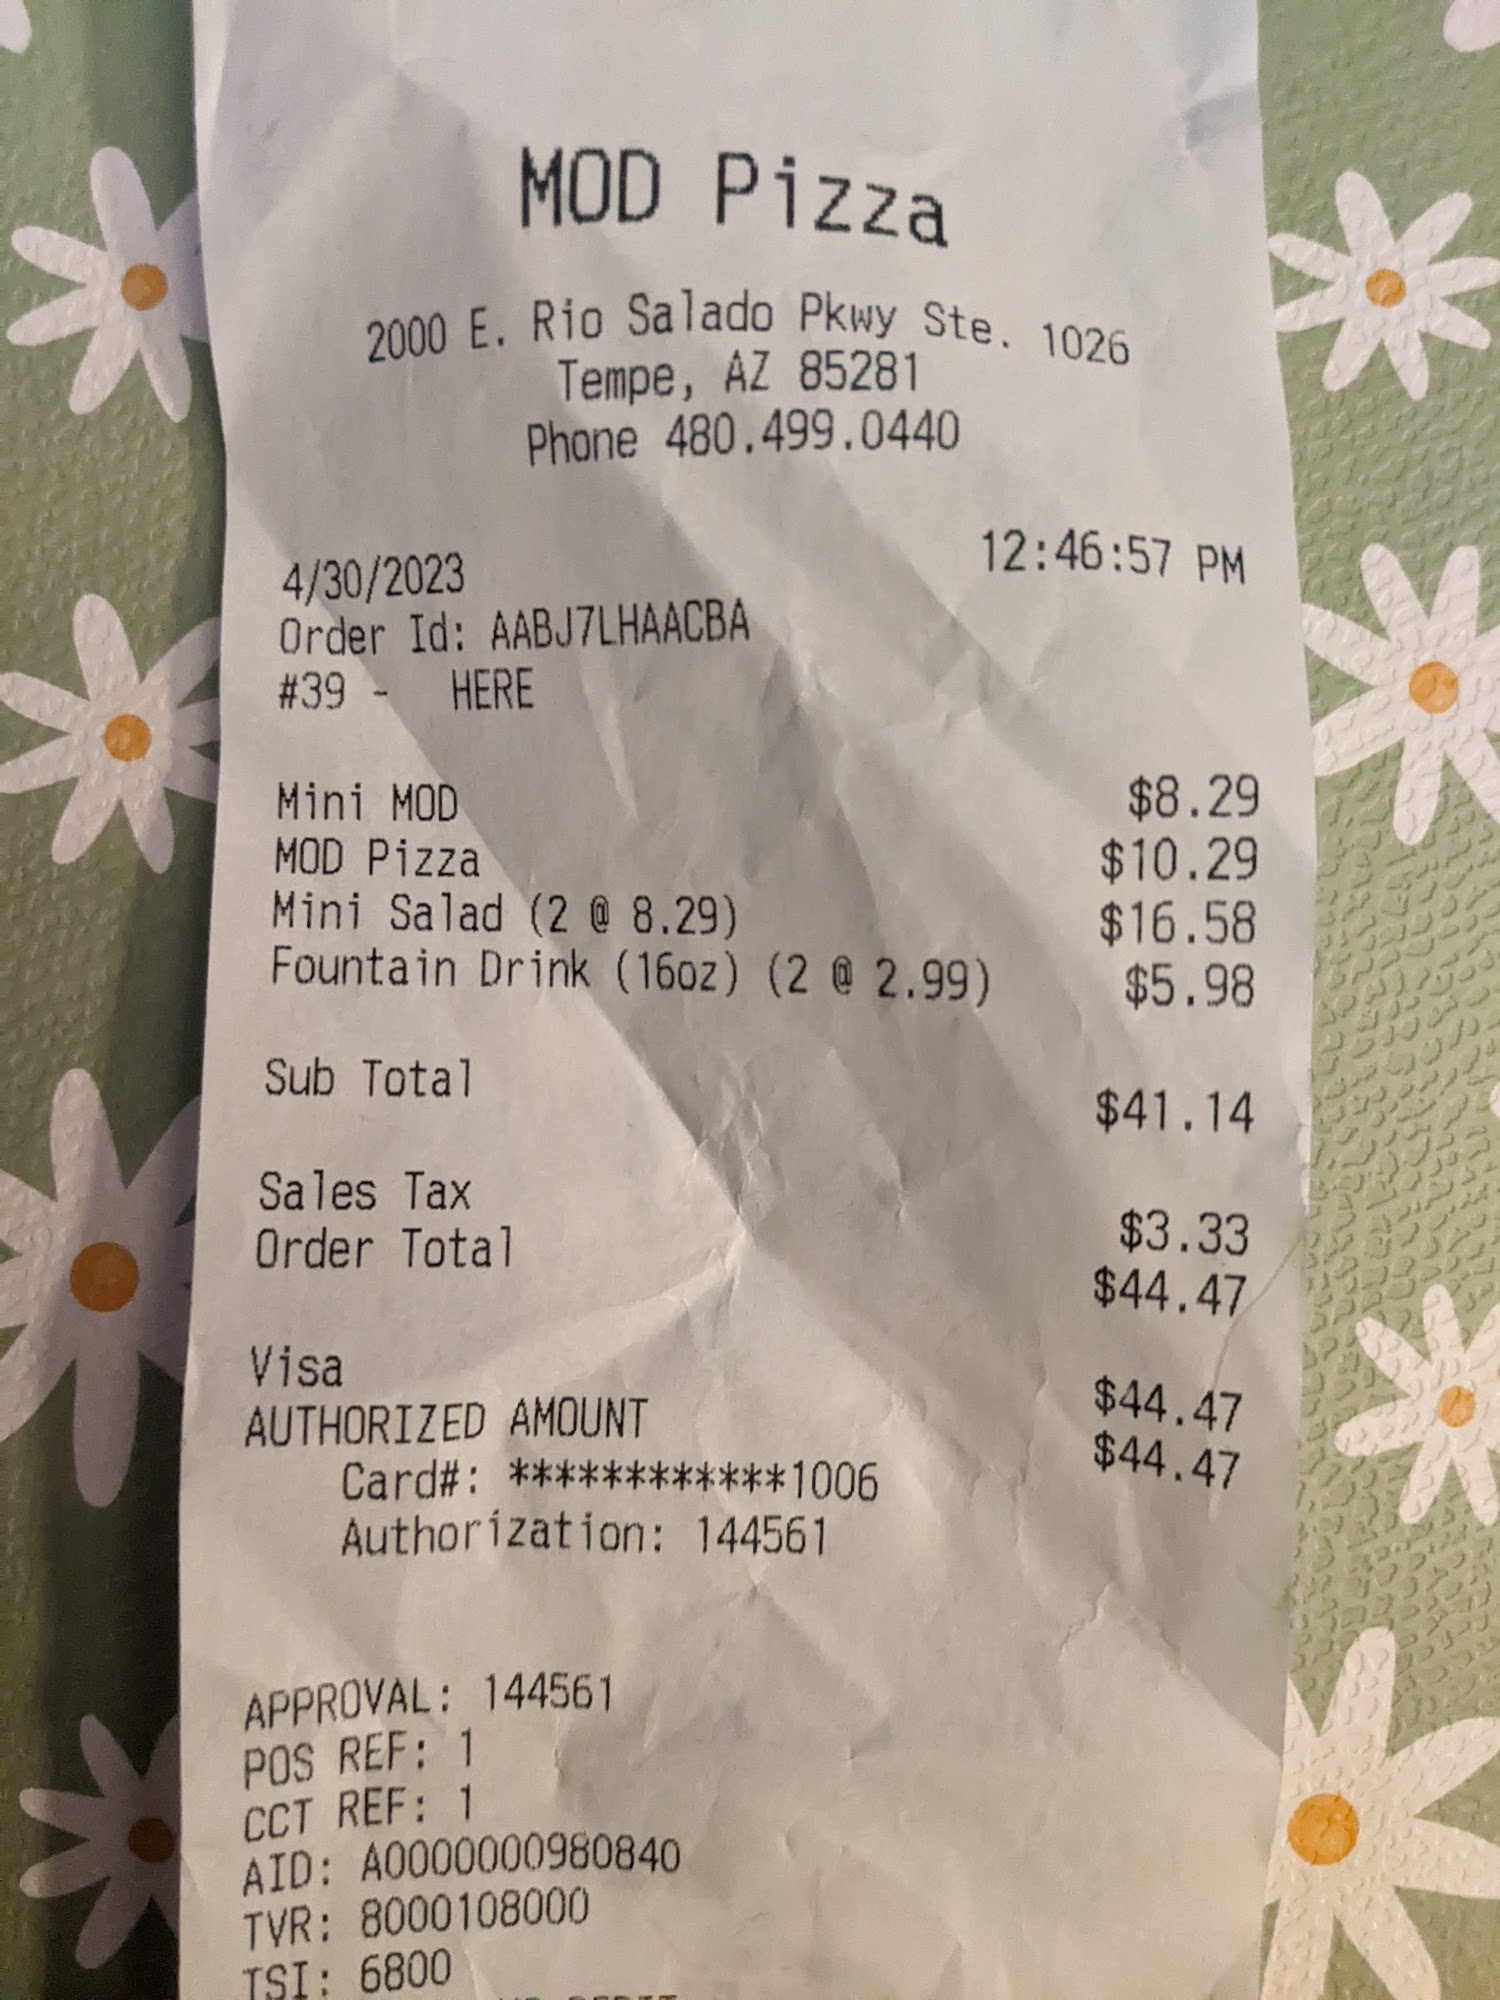 MOD Pizza
2000 E. Rio Salado Pkwy Ste. 1026
Tempe, AZ 85281
Phone 480.499.0440
4/30/2023 12:46:57 PM
Order Id: AABJ7LHAACBA
#39 - HERE
Mini MOD $8.29
MOD Pizza $10.29
Mini Salad (2 @ 8.29) $16.58
Fountain Drink (16oz) (2 @ 2.99) $5.98
Sub Total $41.14
Sales Tax $3.33
Order Total $44.47
Visa $44.47
AUTHORIZED AMOUNT $44.47
Card#: ************1006
Authorization: 144561
APPROVAL: 144561
POS REF: 1
CCT REF: 1
AID: A0000000980840
TVR: 8000108000
TSI: 6800